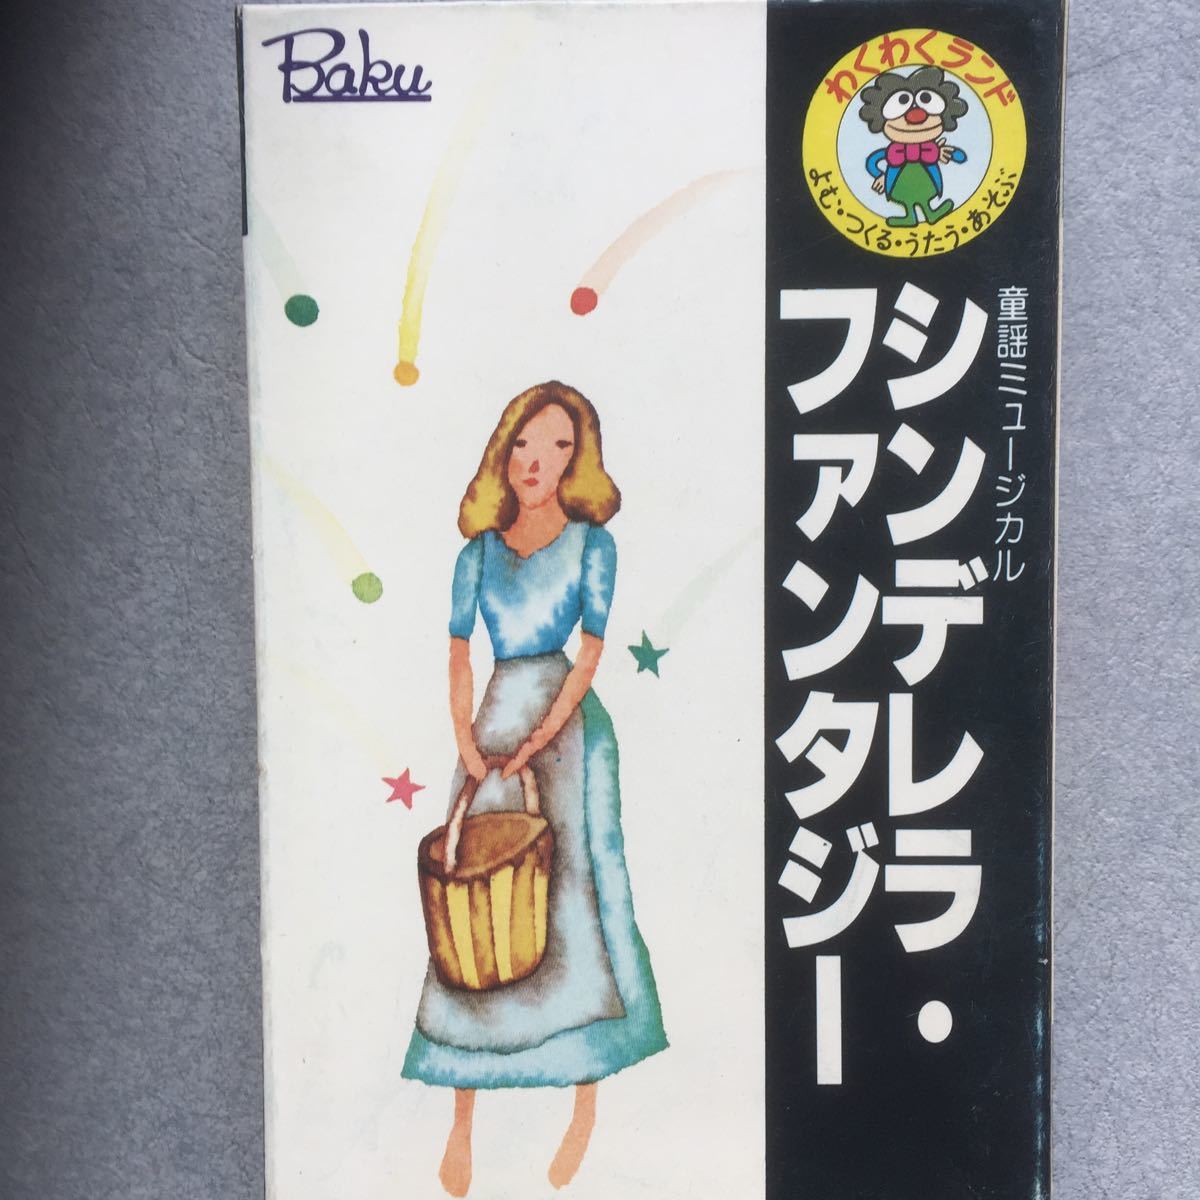 Baku
わくわくランド
よむ・つくる・うたう・あそぶ
童謡ミュージカル
シンデレラ・
ファンタジー